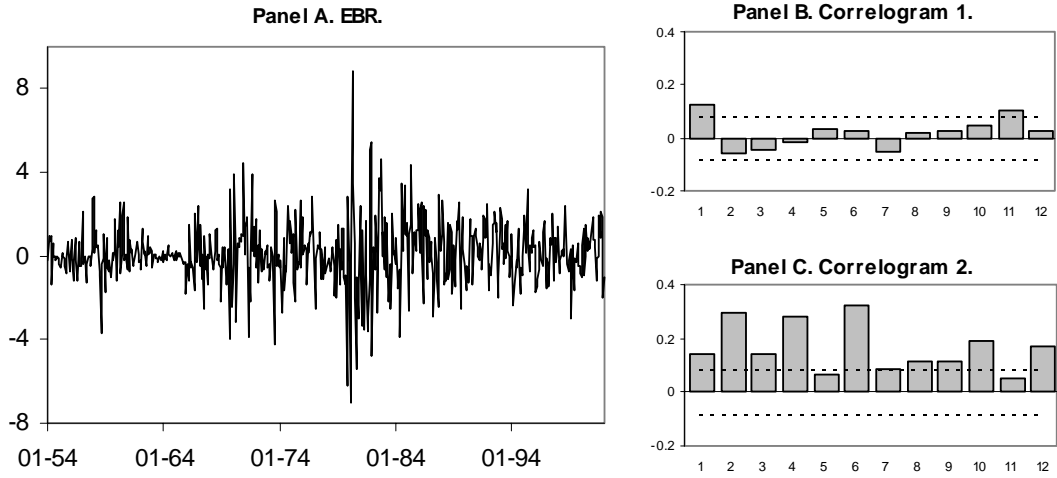 Panel A. EBR.
8
4
0
-4
-8
01-54 01-64 01-74 01-84 01-94
Panel B. Correlogram 1.
0.4
0.2
0
-0.2
1 2 3 4 5 6 7 8 9 10 11 12
Panel C. Correlogram 2.
0.4
0.2
0
-0.2
1 2 3 4 5 6 7 8 9 10 11 12